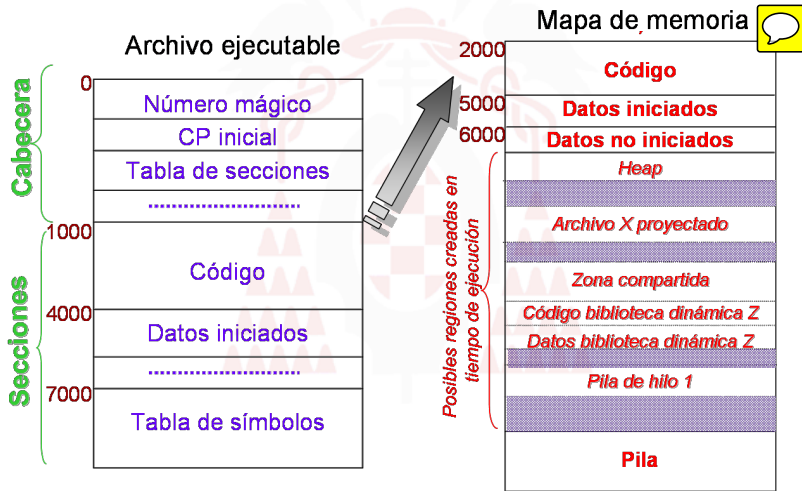 Archivo ejecutable
0
Cabecera
Número mágico
CP inicial
Tabla de secciones
1000
Secciones
Código
4000
Datos iniciados
7000
Tabla de símbolos
Mapa de memoria
2000
Código
5000
Datos iniciados
6000
Datos no iniciados
Posibles regiones creadas en
tiempo de ejecución
Heap
Archivo X proyectado
Zona compartida
Código biblioteca dinámica Z
Datos biblioteca dinámica Z
Pila de hilo 1
Pila